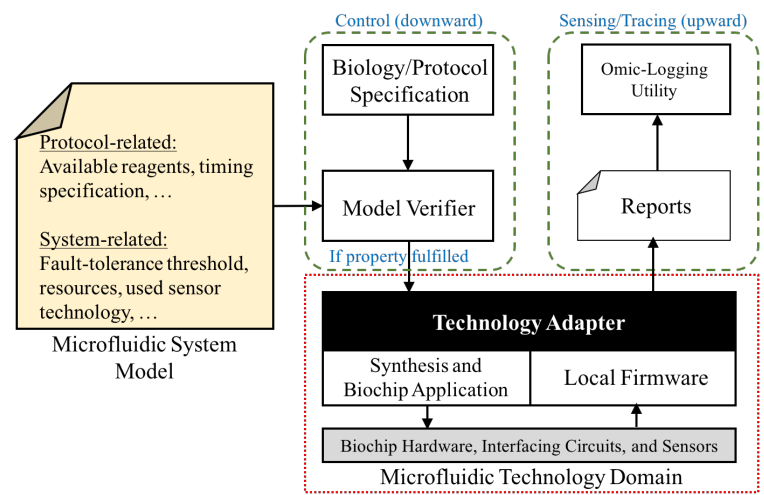 Control (downward)
Sensing/Tracing (upward)
Biology/Protocol
Specification
Omic-Logging
Utility
Protocol-related:
Available reagents, timing
specification, …
System-related:
Fault-tolerance threshold,
resources, used sensor
technology, …
Microfluidic System
Model
Model Verifier
Reports
If property fulfilled
Technology Adapter
Synthesis and
Biochip Application
Local Firmware
Biochip Hardware, Interfacing Circuits, and Sensors
Microfluidic Technology Domain